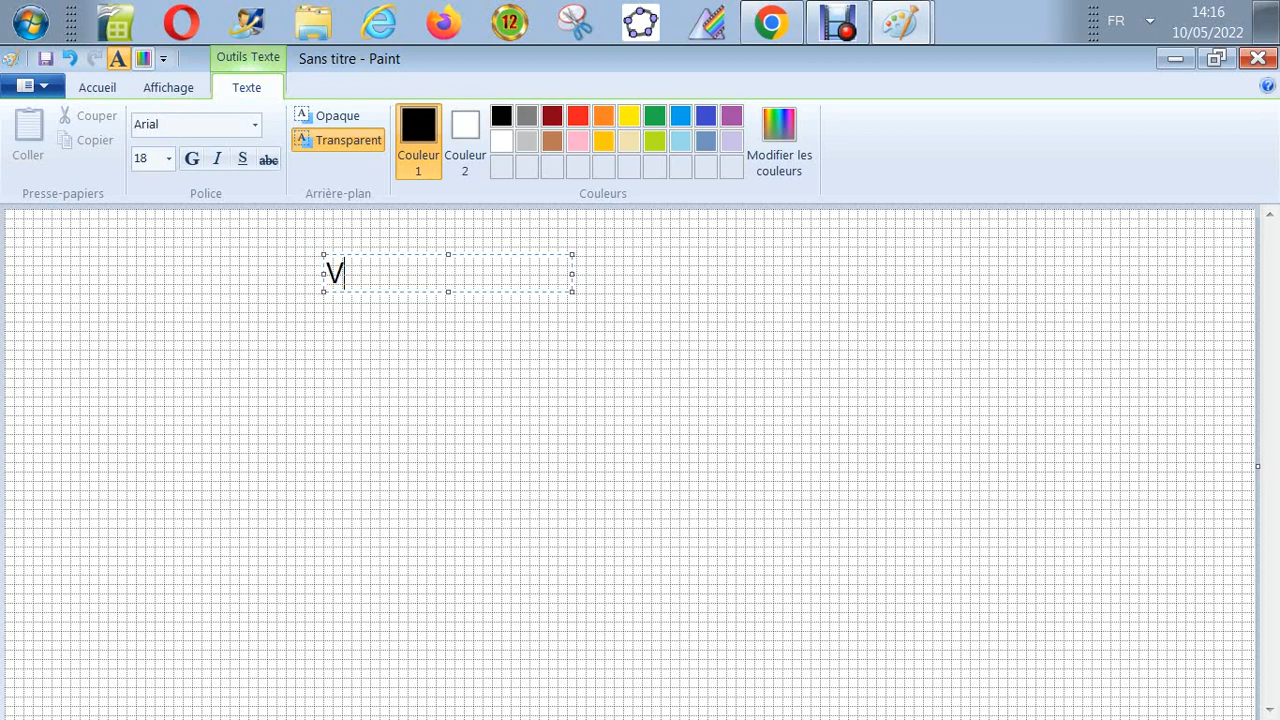 12
FR
14:16
10/05/2022
Outils Texte
Sans titre - Paint
Accueil
Affichage
Texte
Coller
Couper
Copier
Presse-papiers
Arial
18
G I S abc
Police
A Opaque
A Transparent
Arrière-plan
Couleur 1
Couleur 2
Modifier les couleurs
Couleurs
V